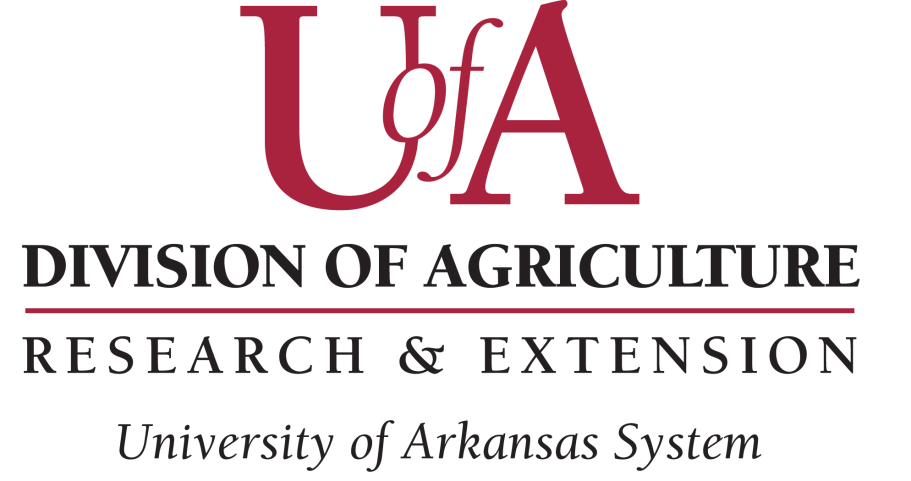 UofA
DIVISION OF AGRICULTURE
RESEARCH & EXTENSION
University of Arkansas System